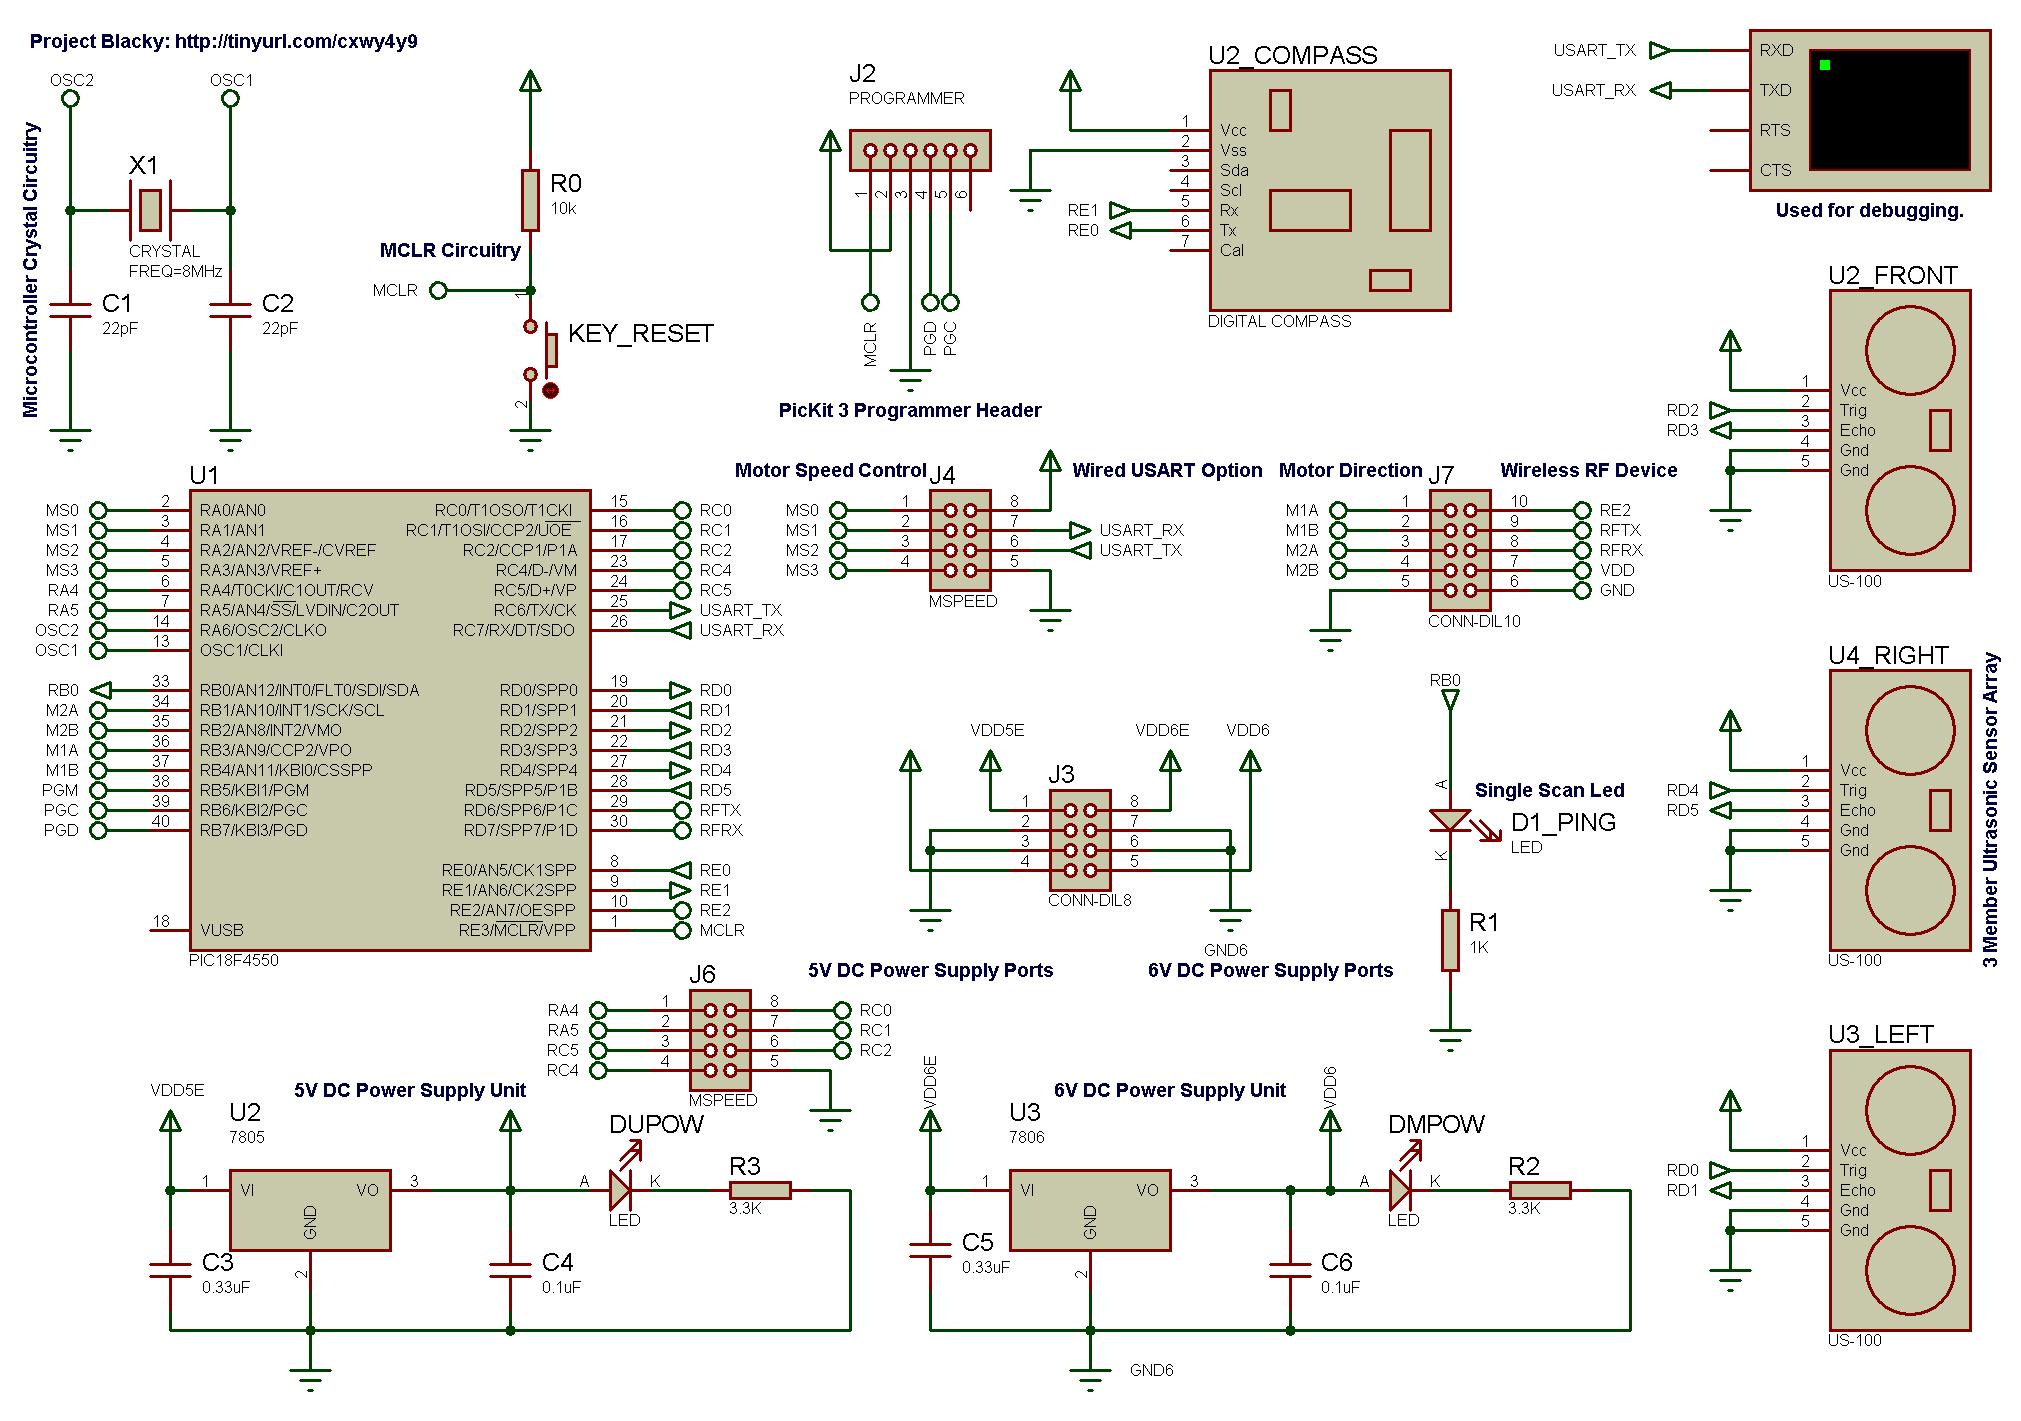 Project Blacky: http://tinyurl.com/cxwy4y9
OSC2
OSC1
Microcontroller Crystal Circuitry
X1
CRYSTAL
FREQ=8MHz
C1
22pF
C2
22pF
R0
10k
MCLR Circuitry
MCLR
1
KEY_RESET
2
J2
PROGRAMMER
1
2
3
4
5
6
MCLR
PGD
PGC
PicKit 3 Programmer Header
U2_COMPASS
1 Vcc
2 Vss
3 Sda
4 Scl
RE1 5 Rx
RE0 6 Tx
7 Cal
DIGITAL COMPASS
USART_TX RXD
USART_RX TXD
RTS
CTS
Used for debugging.
U2_FRONT
1 Vcc
RD2 2 Trig
RD3 3 Echo
4 Gnd
5 Gnd
US-100
U1
MS0 2 RA0/AN0 RC0/T1OSO/T1CKI 15 RC0
MS1 3 RA1/AN1 RC1/T1OSI/CCP2/UOE 16 RC1
MS2 4 RA2/AN2/VREF-/CVREF RC2/CCP1/P1A 17 RC2
MS3 5 RA3/AN3/VREF+ RC4/D-/VM 23 RC4
RA4 6 RA4/T0CKI/C1OUT/RCV RC5/D+/VP 24 RC5
RA5 7 RA5/AN4/SS/LVDIN/C2OUT RC6/TX/CK 25 USART_TX
OSC2 14 RA6/OSC2/CLKO RC7/RX/DT/SDO 26 USART_RX
OSC1 13 OSC1/CLKI
RB0 33 RB0/AN12/INT0/FLT0/SDI/SDA RD0/SPP0 19 RD0
M2A 34 RB1/AN10/INT1/SCK/SCL RD1/SPP1 20 RD1
M2B 35 RB2/AN8/INT2/VMO RD2/SPP2 21 RD2
M1A 36 RB3/AN9/CCP2/VPO RD3/SPP3 22 RD3
M1B 37 RB4/AN11/KBI0/CSSPP RD4/SPP4 27 RD4
PGM 38 RB5/KBI1/PGM RD5/SPP5/P1B 28 RD5
PGC 39 RB6/KBI2/PGC RD6/SPP6/P1C 29 RFTX
PGD 40 RB7/KBI3/PGD RD7/SPP7/P1D 30 RFRX
RE0/AN5/CK1SPP 8 RE0
RE1/AN6/CK2SPP 9 RE1
RE2/AN7/OESPP 10 RE2
18 VUSB RE3/MCLR/VPP 1 MCLR
PIC18F4550
Motor Speed Control J4 Wired USART Option
MS0 1 8
MS1 2 7 USART_RX
MS2 3 6 USART_TX
MS3 4 5
MSPEED
Motor Direction J7 Wireless RF Device
M1A 1 10 RE2
M1B 2 9 RFTX
M2A 3 8 RFRX
M2B 4 7 VDD
5 6 GND
CONN-DIL10
VDD5E VDD6E VDD6
J3
1 8
2 7
3 6
4 5
CONN-DIL8
GND6
5V DC Power Supply Ports 6V DC Power Supply Ports
RB0
A
Single Scan Led
D1_PING
LED
K
R1
1K
U4_RIGHT
1 Vcc
RD4 2 Trig
RD5 3 Echo
4 Gnd
5 Gnd
US-100
3 Member Ultrasonic Sensor Array
J6
RA4 1 8 RC0
RA5 2 7 RC1
RC5 3 6 RC2
RC4 4 5
MSPEED
5V DC Power Supply Unit
VDD5E
U2
7805
1 VI VO 3
GND
2
C3
0.33uF
C4
0.1uF
DUPOW
A K
LED
R3
3.3K
6V DC Power Supply Unit
VDD6E
U3
7806
1 VI VO 3
GND
2
C5
0.33uF
C6
0.1uF
VDD6
DMPOW
A K
LED
R2
3.3K
GND6
U3_LEFT
1 Vcc
RD0 2 Trig
RD1 3 Echo
4 Gnd
5 Gnd
US-100